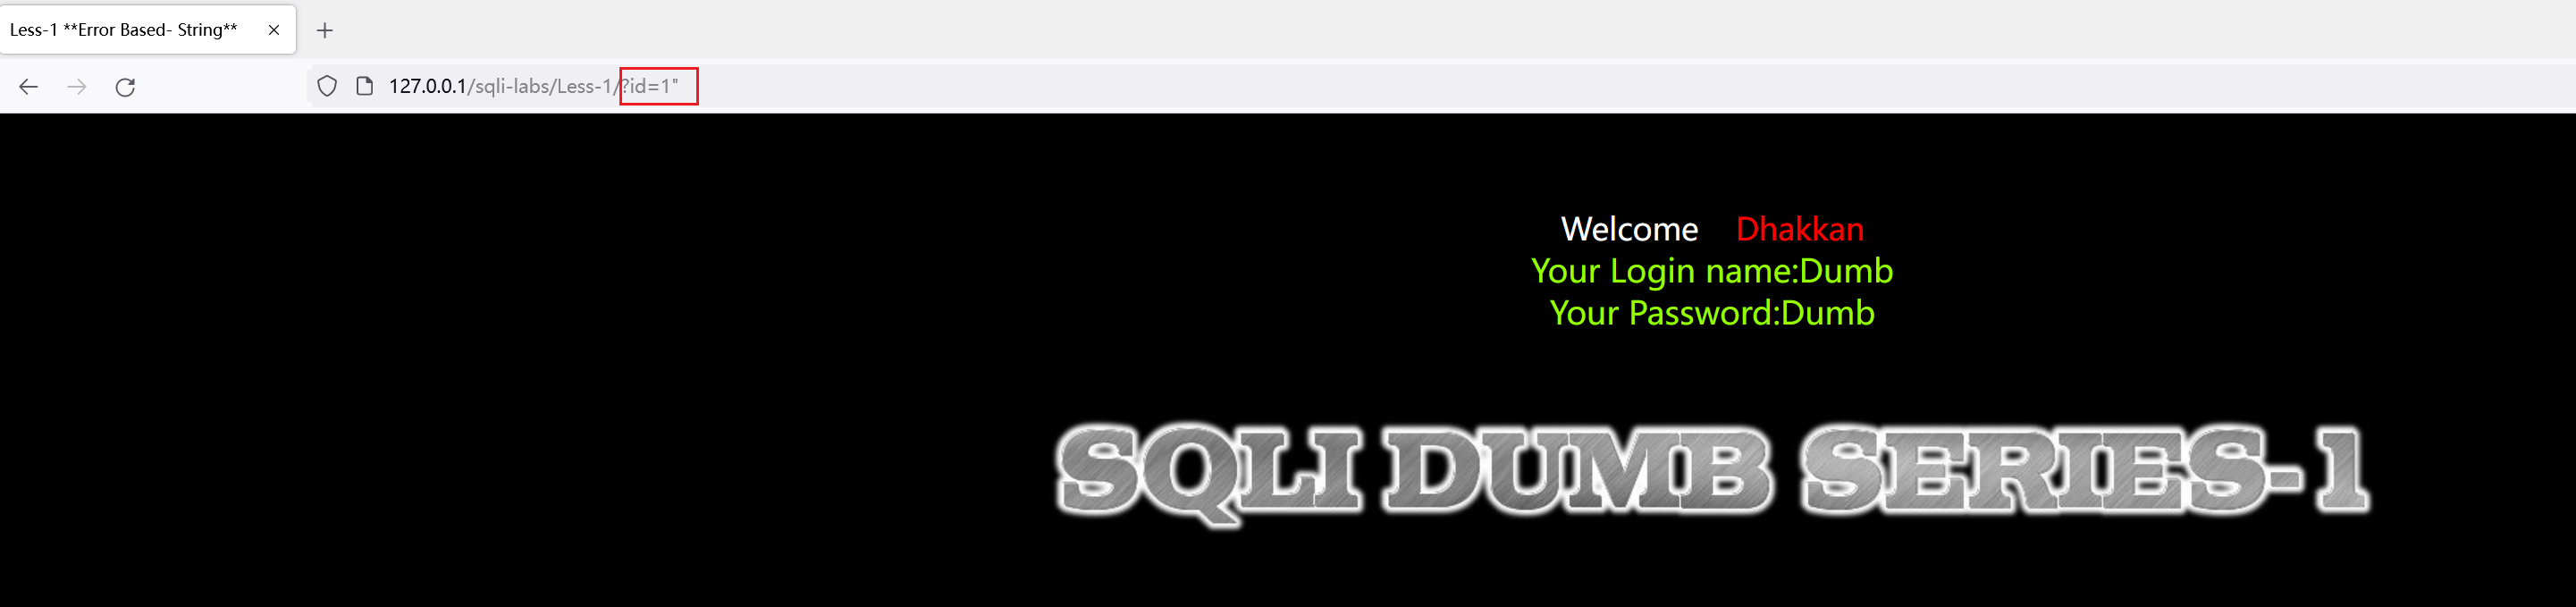 Less-1 **Error Based- String**
127.0.0.1/sqli-labs/Less-1/?id=1"
Welcome Dhakkan
Your Login name:Dumb
Your Password:Dumb
SQLI DUMB SERIES-1